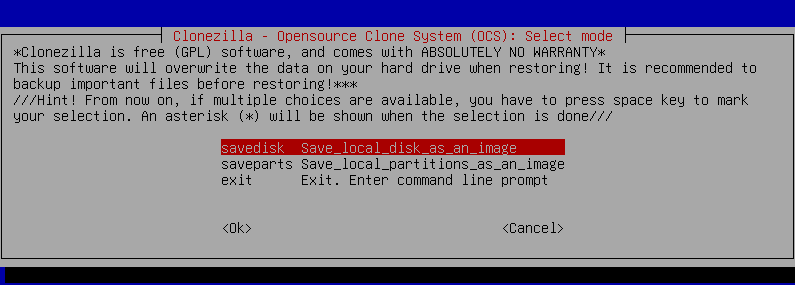 Clonezilla - Opensource Clone System (OCS): Select mode
*Clonezilla is free (GPL) software, and comes with ABSOLUTELY NO WARRANTY*
This software will overwrite the data on your hard drive when restoring! It is recommended to
backup important files before restoring!***
///Hint! From now on, if multiple choices are available, you have to press space key to mark
your selection. An asterisk (*) will be shown when the selection is done///
savedisk Save_local_disk_as_an_image
saveparts Save_local_partitions_as_an_image
exit Exit. Enter command line prompt
<Ok> <Cancel>